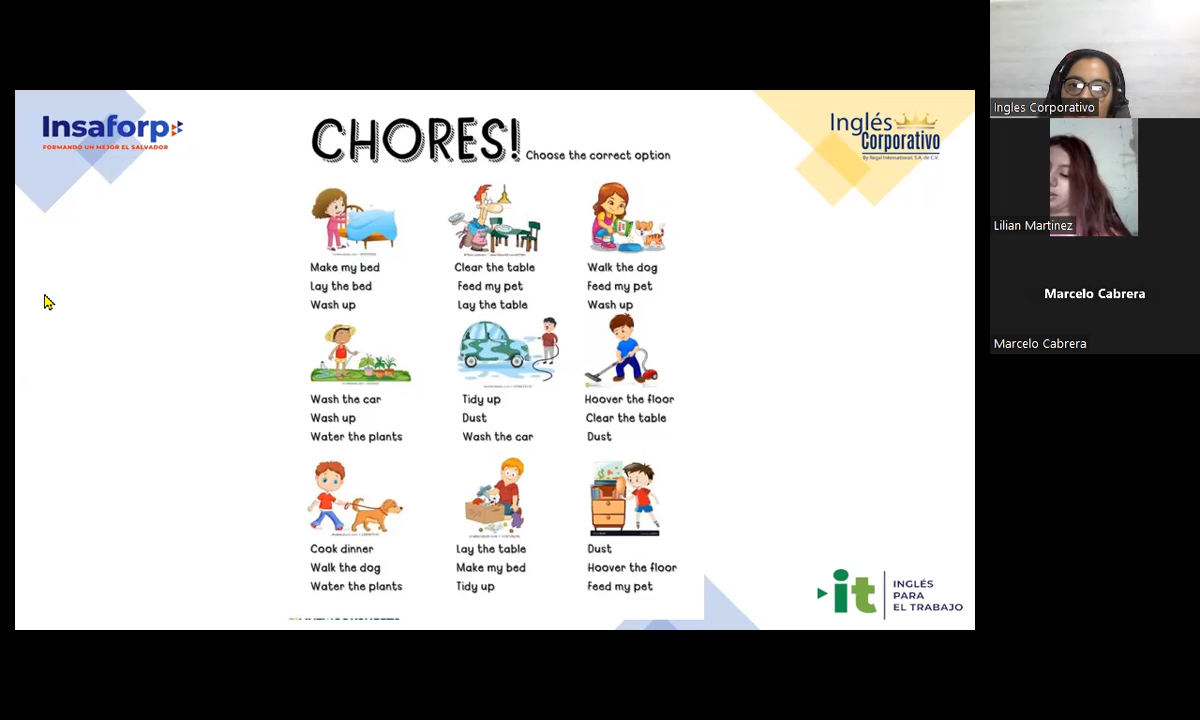 Insaforp
FORMANDO UN MEJOR EL SALVADOR
CHORES!
Choose the correct option
Inglés
Corporativo
By Regal International, S.A. de C.V.
Make my bed
Lay the bed
Wash up
Clear the table
Feed my pet
Lay the table
Walk the dog
Feed my pet
Wash up
Wash the car
Wash up
Water the plants
Tidy up
Dust
Wash the car
Hoover the floor
Clear the table
Dust
Cook dinner
Walk the dog
Water the plants
Lay the table
Make my bed
Tidy up
Dust
Hoover the floor
Feed my pet
it
INGLÉS
PARA
EL TRABAJO
Ingles Corporativo
Lilian Martinez
Marcelo Cabrera
Marcelo Cabrera